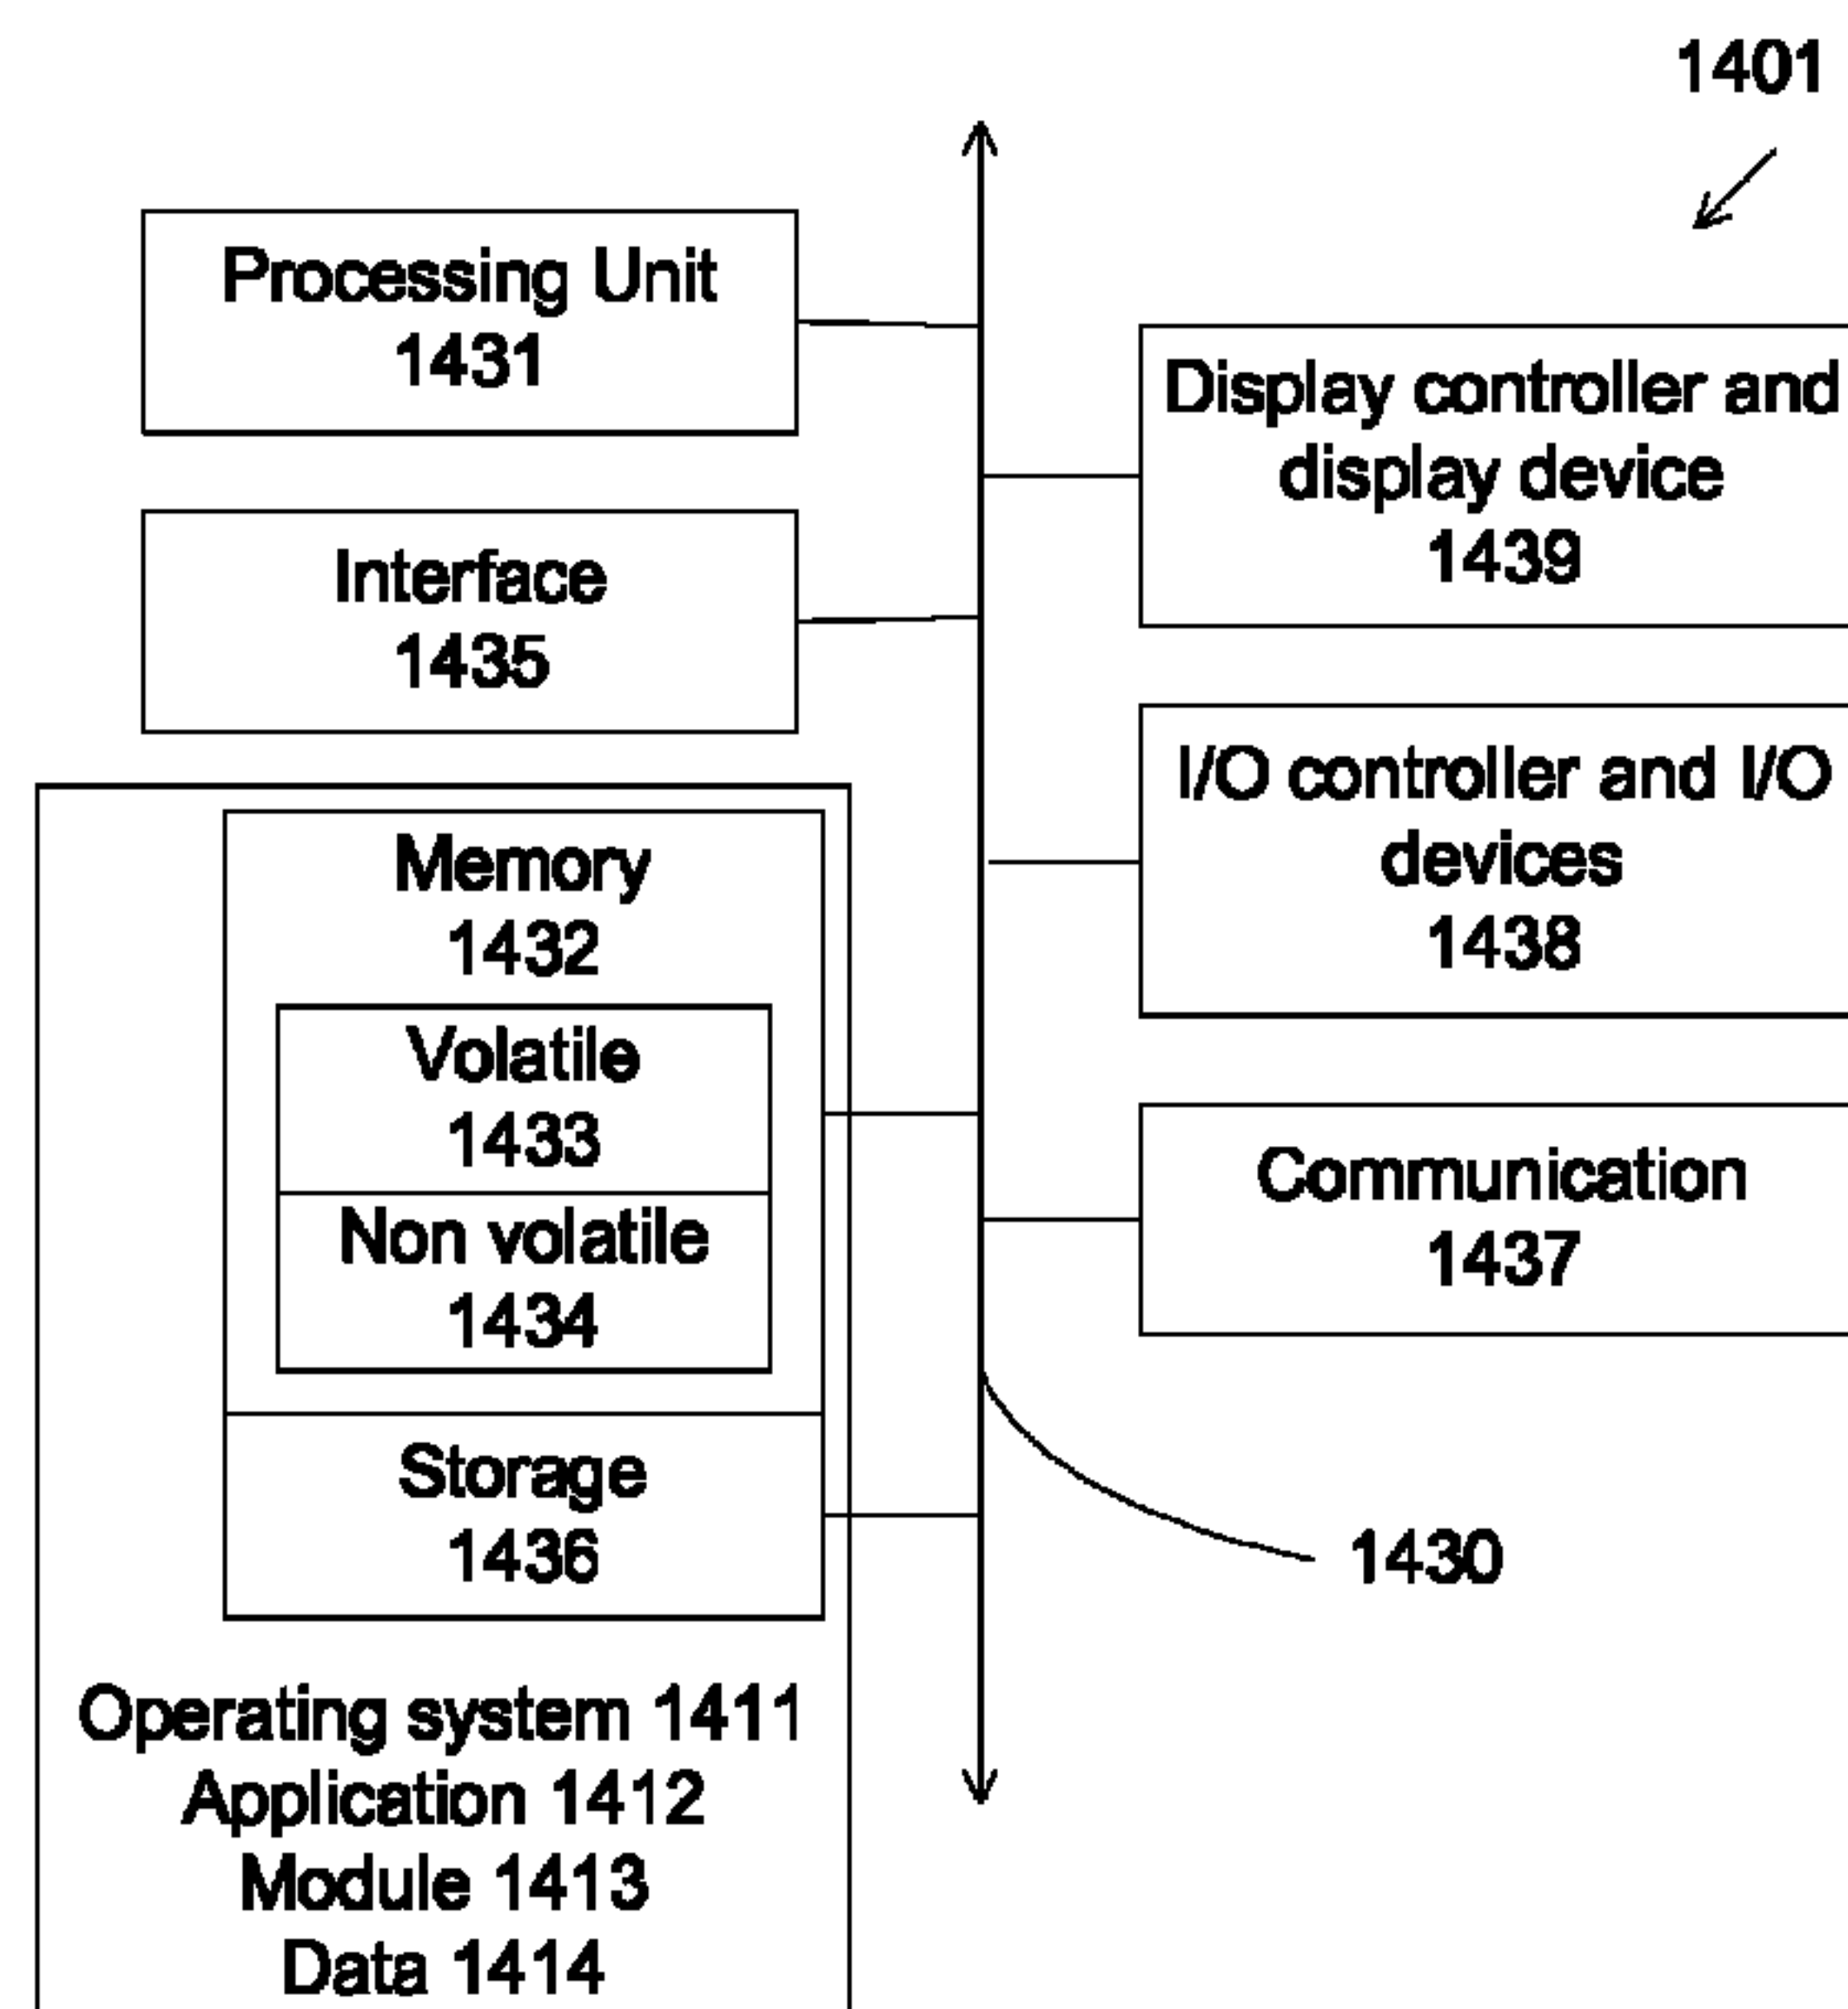 1401
Processing Unit
1431
Display controller and
display device
1439
Interface
1435
I/O controller and I/O
devices
1438
Memory
1432
Volatile
1433
Non volatile
1434
Communication
1437
Storage
1436
1430
Operating system 1411
Application 1412
Module 1413
Data 1414